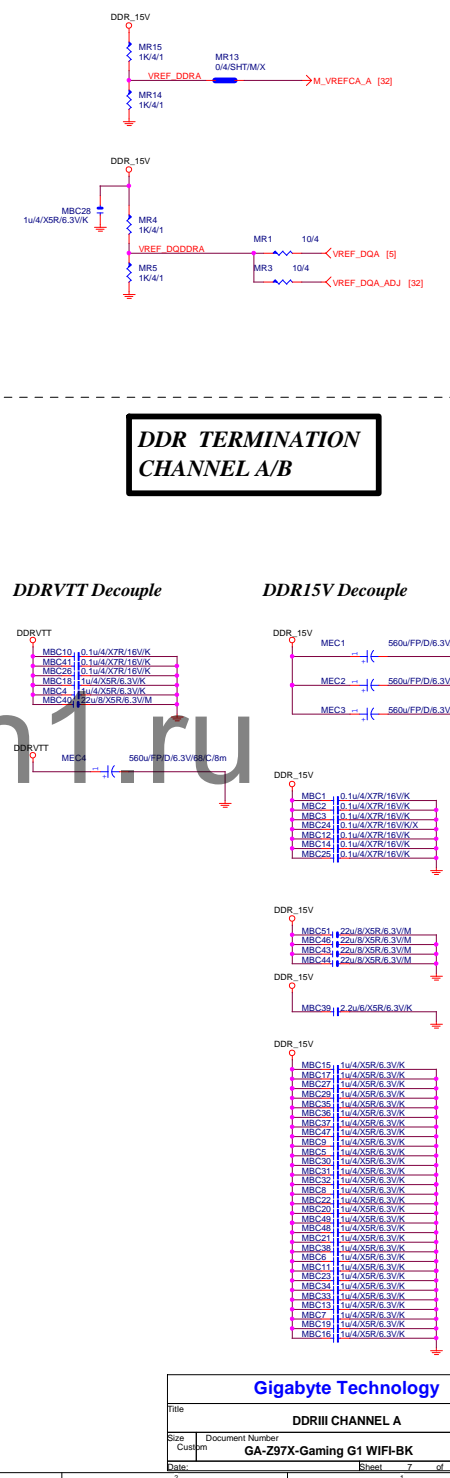 DDR_15V
MR15
1K/4/1
MR13
0/4/SHT/M/X
VREF_DDRA
M_VREFCA_A [32]
MR14
1K/4/1
DDR_15V
MBC28
1u/4/X5R/6.3V/K
MR4
1K/4/1
VREF_DQDDRA
MR1 10/4
VREF_DQA [5]
MR5
1K/4/1
MR3 10/4
VREF_DQA_ADJ [32]
DDR TERMINATION
CHANNEL A/B
DDRVTT Decouple
DDR15V Decouple
DDRVTT
MBC10 0.1u/4/X7R/16V/K
MBC41 0.1u/4/X7R/16V/K
MBC26 0.1u/4/X7R/16V/K
MBC18 1u/4/X5R/6.3V/K
MBC4 1u/4/X5R/6.3V/K
MBC40 22u/8/X5R/6.3V/M
DDR_15V
MEC1 560u/FP/D/6.3V
MEC2 560u/FP/D/6.3V
MEC3 560u/FP/D/6.3V
n1.ru
DDRVTT
MEC4 560u/FP/D/6.3V/68/C/8m
DDR_15V
MBC1 0.1u/4/X7R/16V/K
MBC2 0.1u/4/X7R/16V/K
MBC3 0.1u/4/X7R/16V/K
MBC24 0.1u/4/X7R/16V/K/X
MBC12 0.1u/4/X7R/16V/K
MBC14 0.1u/4/X7R/16V/K
MBC25 0.1u/4/X7R/16V/K
DDR_15V
MBC51 22u/8/X5R/6.3V/M
MBC46 22u/8/X5R/6.3V/M
MBC43 22u/8/X5R/6.3V/M
MBC44 22u/8/X5R/6.3V/M
DDR_15V
MBC39 2.2u/6/X5R/6.3V/K
DDR_15V
MBC15 1u/4/X5R/6.3V/K
MBC17 1u/4/X5R/6.3V/K
MBC27 1u/4/X5R/6.3V/K
MBC29 1u/4/X5R/6.3V/K
MBC35 1u/4/X5R/6.3V/K
MBC36 1u/4/X5R/6.3V/K
MBC37 1u/4/X5R/6.3V/K
MBC47 1u/4/X5R/6.3V/K
MBC9 1u/4/X5R/6.3V/K
MBC5 1u/4/X5R/6.3V/K
MBC30 1u/4/X5R/6.3V/K
MBC31 1u/4/X5R/6.3V/K
MBC32 1u/4/X5R/6.3V/K
MBC8 1u/4/X5R/6.3V/K
MBC22 1u/4/X5R/6.3V/K
MBC20 1u/4/X5R/6.3V/K
MBC49 1u/4/X5R/6.3V/K
MBC48 1u/4/X5R/6.3V/K
MBC21 1u/4/X5R/6.3V/K
MBC38 1u/4/X5R/6.3V/K
MBC6 1u/4/X5R/6.3V/K
MBC11 1u/4/X5R/6.3V/K
MBC23 1u/4/X5R/6.3V/K
MBC34 1u/4/X5R/6.3V/K
MBC33 1u/4/X5R/6.3V/K
MBC13 1u/4/X5R/6.3V/K
MBC7 1u/4/X5R/6.3V/K
MBC19 1u/4/X5R/6.3V/K
MBC16 1u/4/X5R/6.3V/K
Gigabyte Technology
Title
DDRIII CHANNEL A
Size Document Number
Custom GA-Z97X-Gaming G1 WIFI-BK
Date: Sheet 7 of